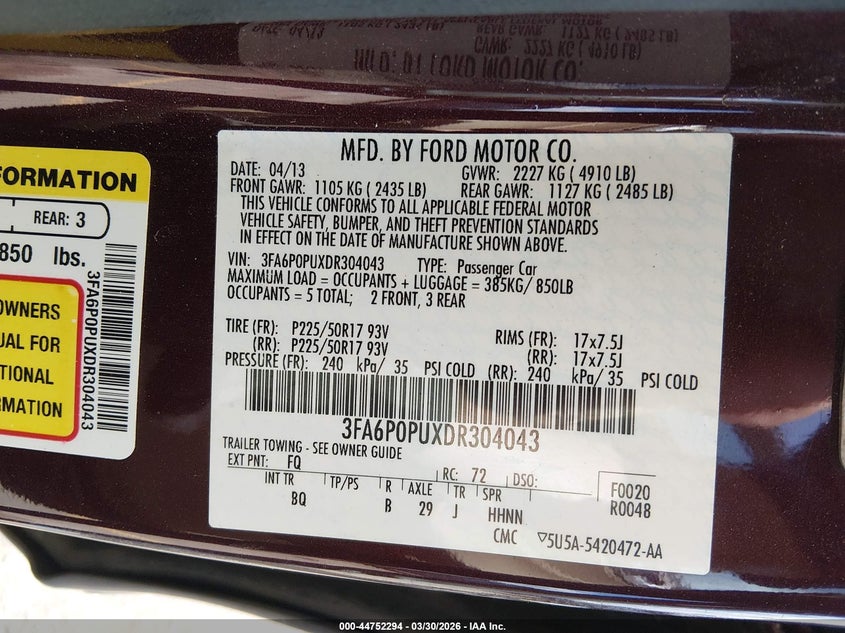 MFD. BY FORD MOTOR CO.
DATE: 04/13 GVWR: 2227 KG ( 4910 LB)
FRONT GAWR: 1105 KG ( 2435 LB) REAR GAWR: 1127 KG ( 2485 LB)
THIS VEHICLE CONFORMS TO ALL APPLICABLE FEDERAL MOTOR
VEHICLE SAFETY, BUMPER, AND THEFT PREVENTION STANDARDS
IN EFFECT ON THE DATE OF MANUFACTURE SHOWN ABOVE.
VIN: 3FA6P0PUXDR304043 TYPE: Passenger Car
MAXIMUM LOAD = OCCUPANTS + LUGGAGE = 385KG/ 850LB
OCCUPANTS = 5 TOTAL; 2 FRONT, 3 REAR
TIRE (FR): P225/50R17 93V RIMS (FR): 17x7.5J
(RR): P225/50R17 93V (RR): 17x7.5J
PRESSURE (FR): 240 kPa/ 35 PSI COLD (RR): 240 kPa/ 35 PSI COLD
3FA6P0PUXDR304043
TRAILER TOWING - SEE OWNER GUIDE
EXT PNT: FQ RC: 72 DSO: F0020
INT TR TP/PS R AXLE TR SPR R0048
BQ B 29 J HHNN
CMC ▽5U5A-5420472-AA
FORMATION
REAR: 3
850 lbs.
OWNERS
UAL FOR
TIONAL
RMATION
3FA6P0PUXDR304043
000-44752294 - 03/30/2026 - IAA Inc.